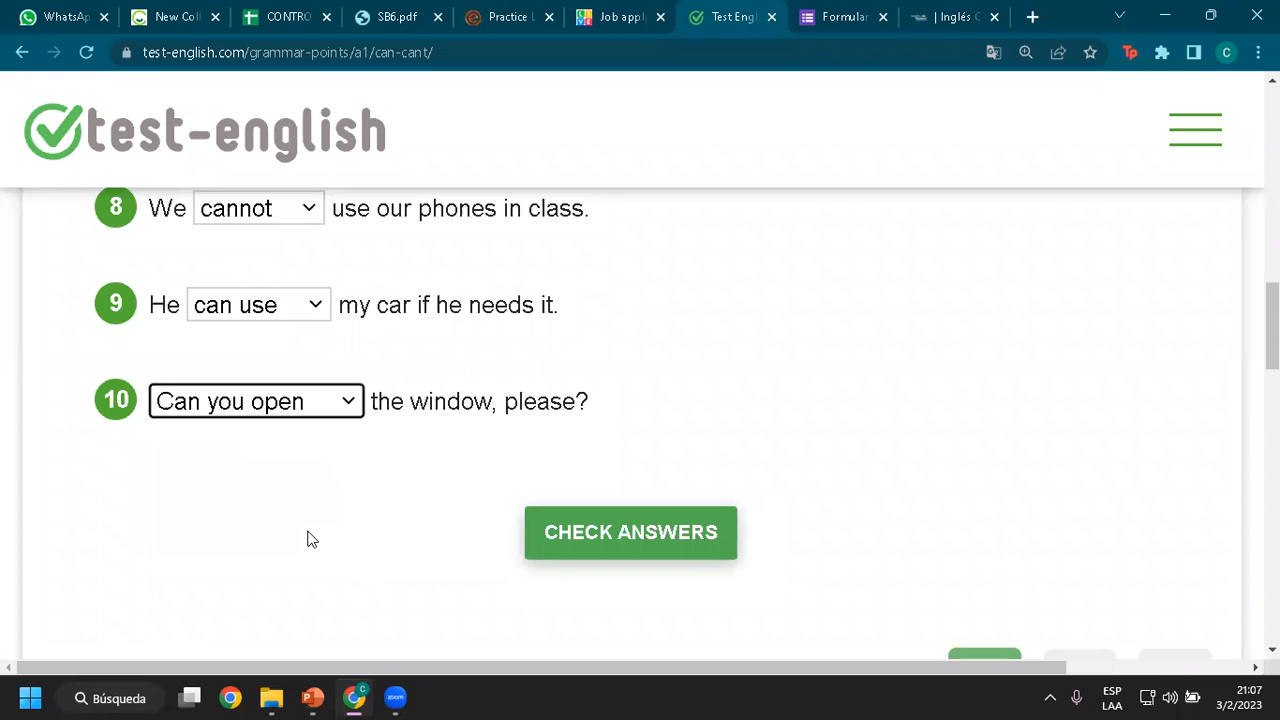 WhatsAp
New Coll
CONTRO
SB6.pdf
Practice L
Job appl
Test Engl
Formular
| Inglés C
test-english.com/grammar-points/a1/can-cant/
Tp
C
test-english
8 We cannot use our phones in class.
9 He can use my car if he needs it.
10 Can you open the window, please?
CHECK ANSWERS
Búsqueda
C
zoom
ESP
LAA
21:07
3/2/2023